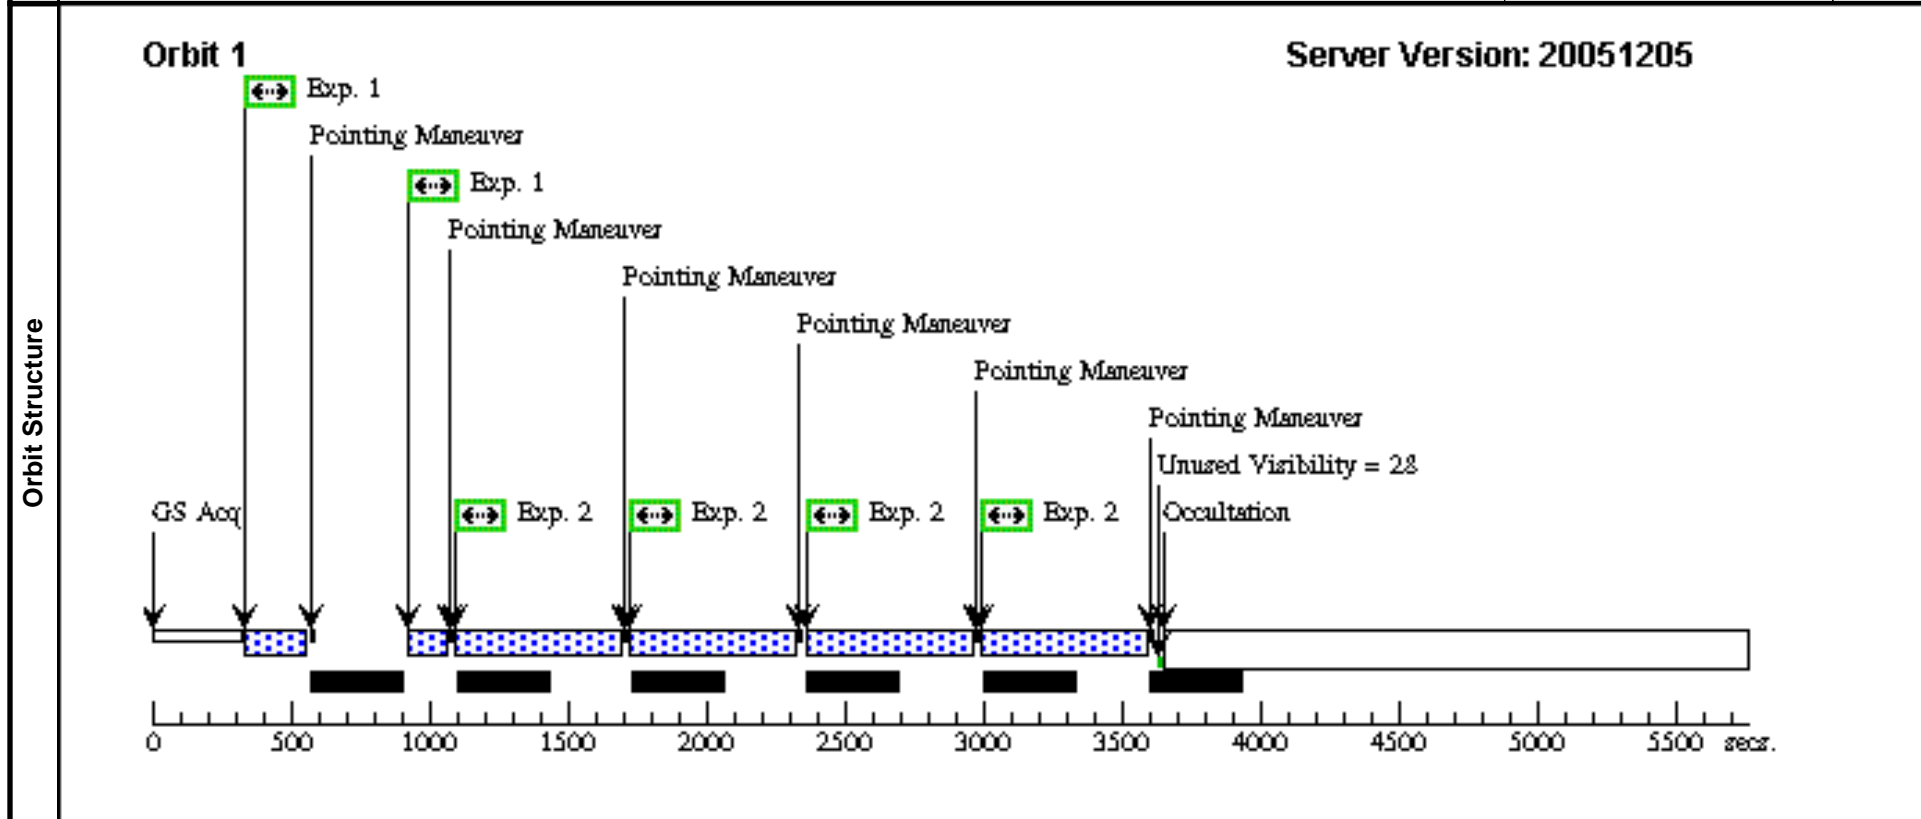 Orbit 1
Server Version: 20051205
Exp. 1
Pointing Maneuver
Exp. 1
Pointing Maneuver
Pointing Maneuver
Pointing Maneuver
Pointing Maneuver
Pointing Maneuver
Unused Visibility = 28
GS Acq
Exp. 2
Exp. 2
Exp. 2
Exp. 2
Occultation
Orbit Structure
0 500 1000 1500 2000 2500 3000 3500 4000 4500 5000 5500 secs.